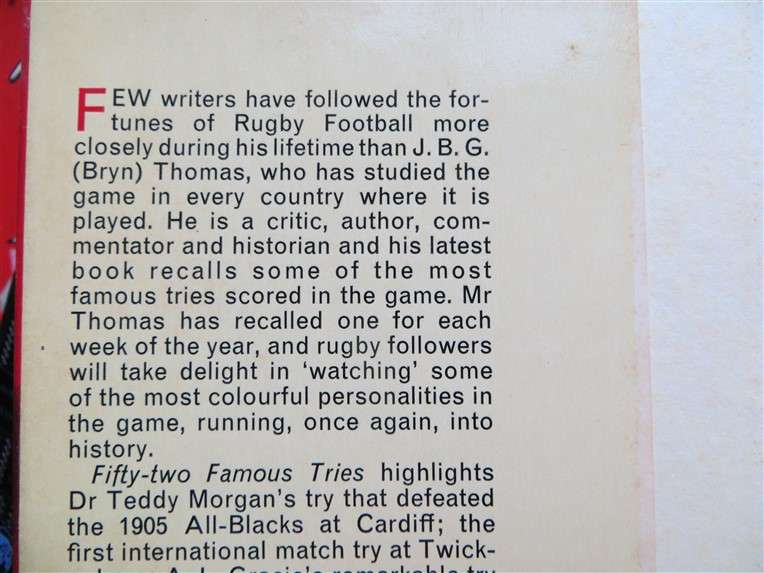 FEW writers have followed the for-
tunes of Rugby Football more
closely during his lifetime than J. B. G.
(Bryn) Thomas, who has studied the
game in every country where it is
played. He is a critic, author, com-
mentator and historian and his latest
book recalls some of the most
famous tries scored in the game. Mr
Thomas has recalled one for each
week of the year, and rugby followers
will take delight in ‘watching’ some
of the most colourful personalities in
the game, running, once again, into
history.
Fifty-two Famous Tries highlights
Dr Teddy Morgan's try that defeated
the 1905 All-Blacks at Cardiff; the
first international match try at Twick-
Gracie's remarkable try